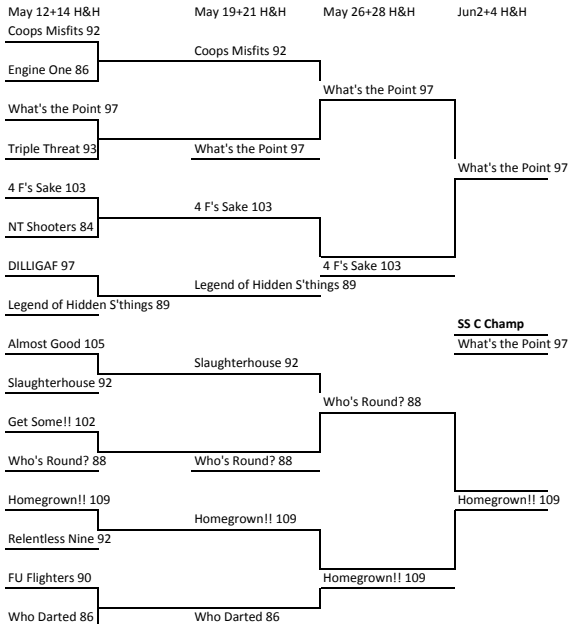 May 12+14 H&H May 19+21 H&H May 26+28 H&H Jun2+4 H&H
Coops Misfits 92
Coops Misfits 92
Engine One 86
What's the Point 97
What's the Point 97
Triple Threat 93 What's the Point 97
What's the Point 97
4 F's Sake 103
4 F's Sake 103
NT Shooters 84
DILLIGAF 97 4 F's Sake 103
Legend of Hidden S'things 89
Legend of Hidden S'things 89
SS C Champ
Almost Good 105 What's the Point 97
Slaughterhouse 92
Slaughterhouse 92
Who's Round? 88
Get Some!! 102
Who's Round? 88 Who's Round? 88
Homegrown!! 109 Homegrown!! 109
Homegrown!! 109
Relentless Nine 92
FU Flighters 90 Homegrown!! 109
Who Darted 86 Who Darted 86